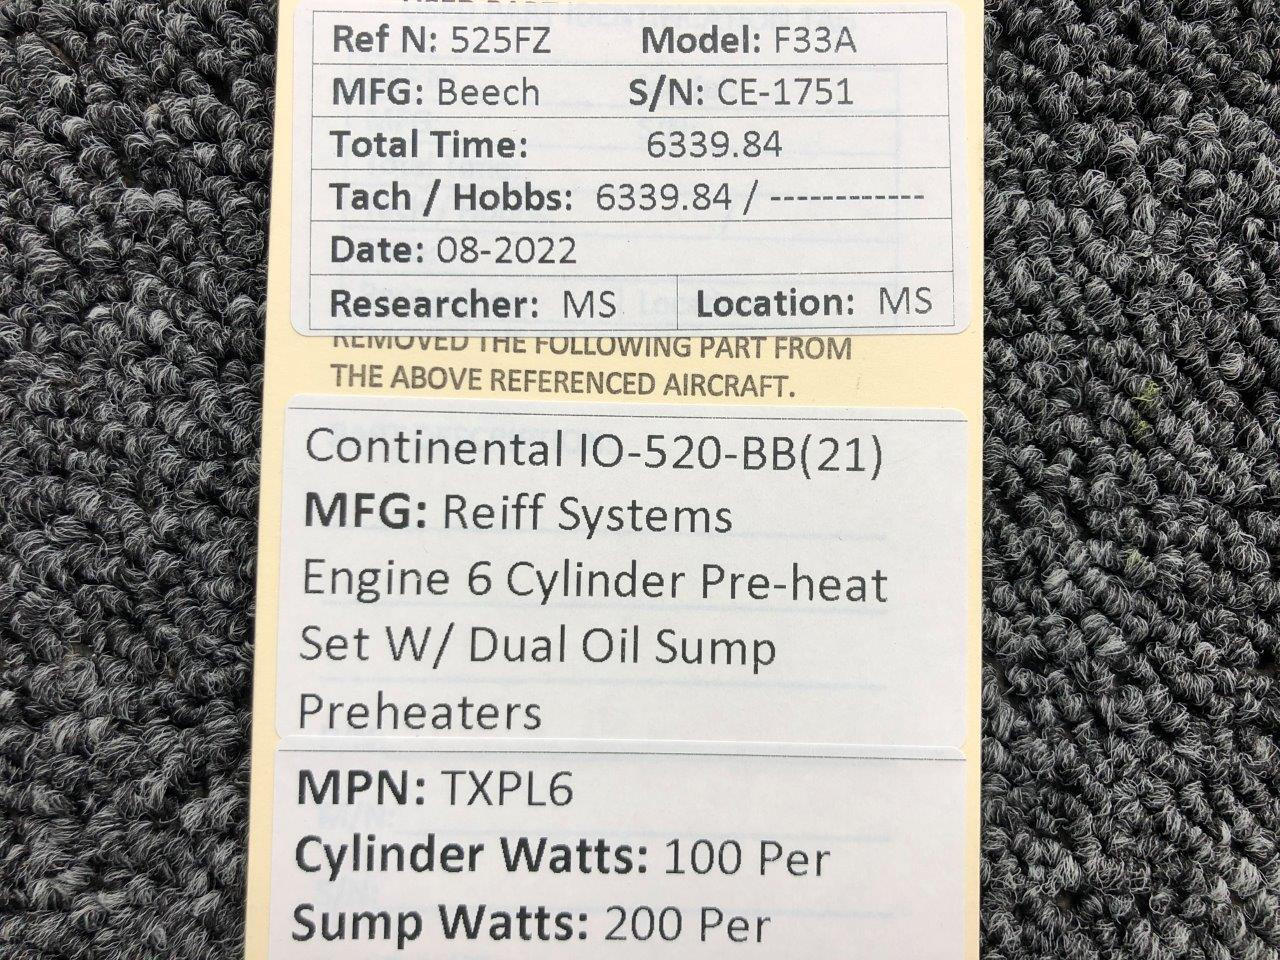 Ref N: 525FZ Model: F33A
MFG: Beech S/N: CE-1751
Total Time: 6339.84
Tach / Hobbs: 6339.84 / ------------
Date: 08-2022
Researcher: MS Location: MS
REMOVED THE FOLLOWING PART FROM
THE ABOVE REFERENCED AIRCRAFT.
Continental IO-520-BB(21)
MFG: Reiff Systems
Engine 6 Cylinder Pre-heat
Set W/ Dual Oil Sump
Preheaters
MPN: TXPL6
Cylinder Watts: 100 Per
Sump Watts: 200 Per